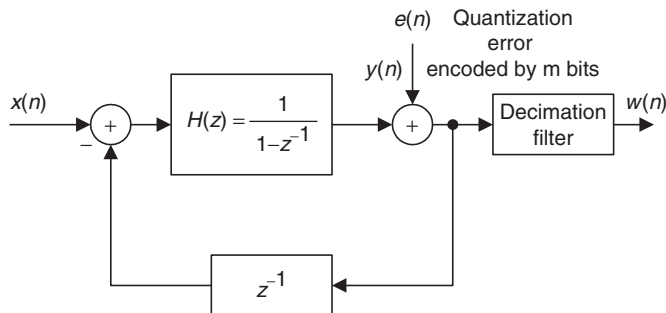 e(n) Quantization
error
y(n) encoded by m bits
x(n)
+
−
H(z) = 1 / 1−z⁻¹
+
Decimation
filter
w(n)
z⁻¹